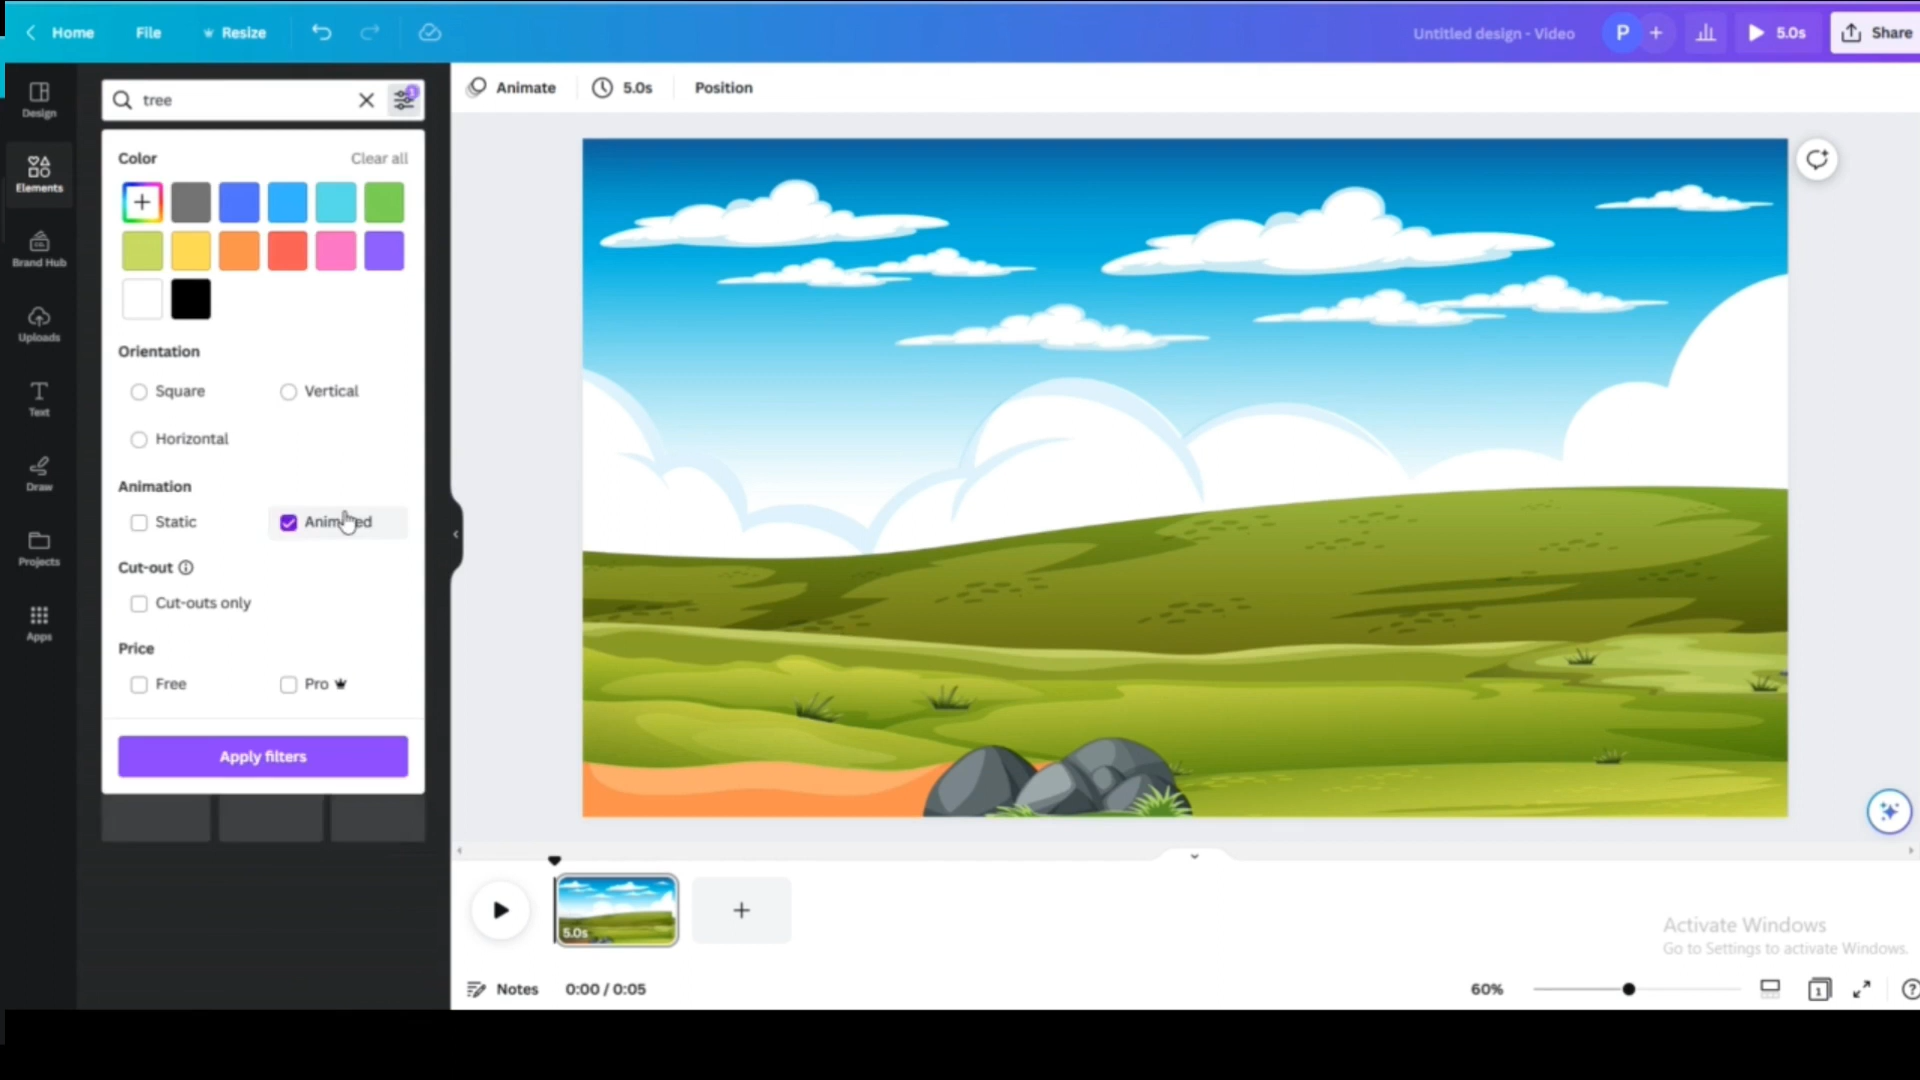 Home File Resize Untitled design - Video P + 5.0s Share
Design
Elements
Brand Hub
Uploads
Text
Draw
Projects
Apps
tree
1
Color Clear all
Orientation
Square Vertical
Horizontal
Animation
Static Animated
Cut-out
Cut-outs only
Price
Free Pro
Apply filters
Animate 5.0s Position
5.0s
Activate Windows
Go to Settings to activate Windows.
Notes 0:00 / 0:05 60% 1 ?